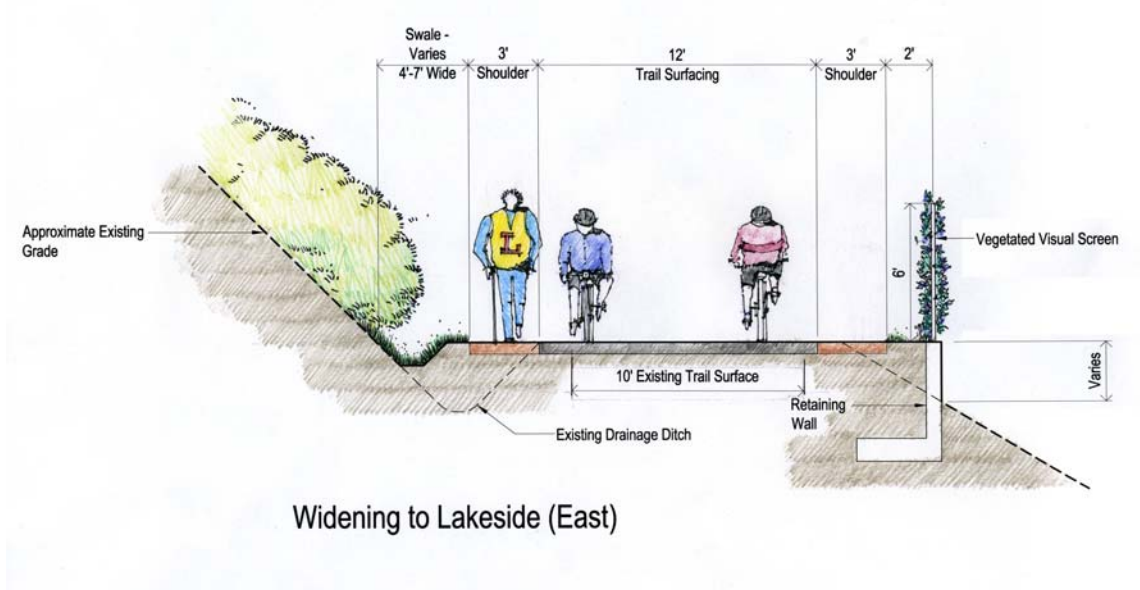 Swale -
Varies
4'-7' Wide
3'
Shoulder
12'
Trail Surfacing
3'
Shoulder
2'
Approximate Existing
Grade
L
Vegetated Visual Screen
6'
10' Existing Trail Surface
Varies
Retaining
Wall
Existing Drainage Ditch
Widening to Lakeside (East)